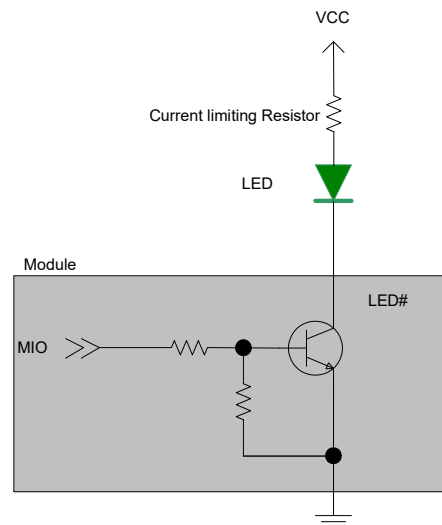 VCC
Current limiting Resistor
LED
Module
LED#
MIO